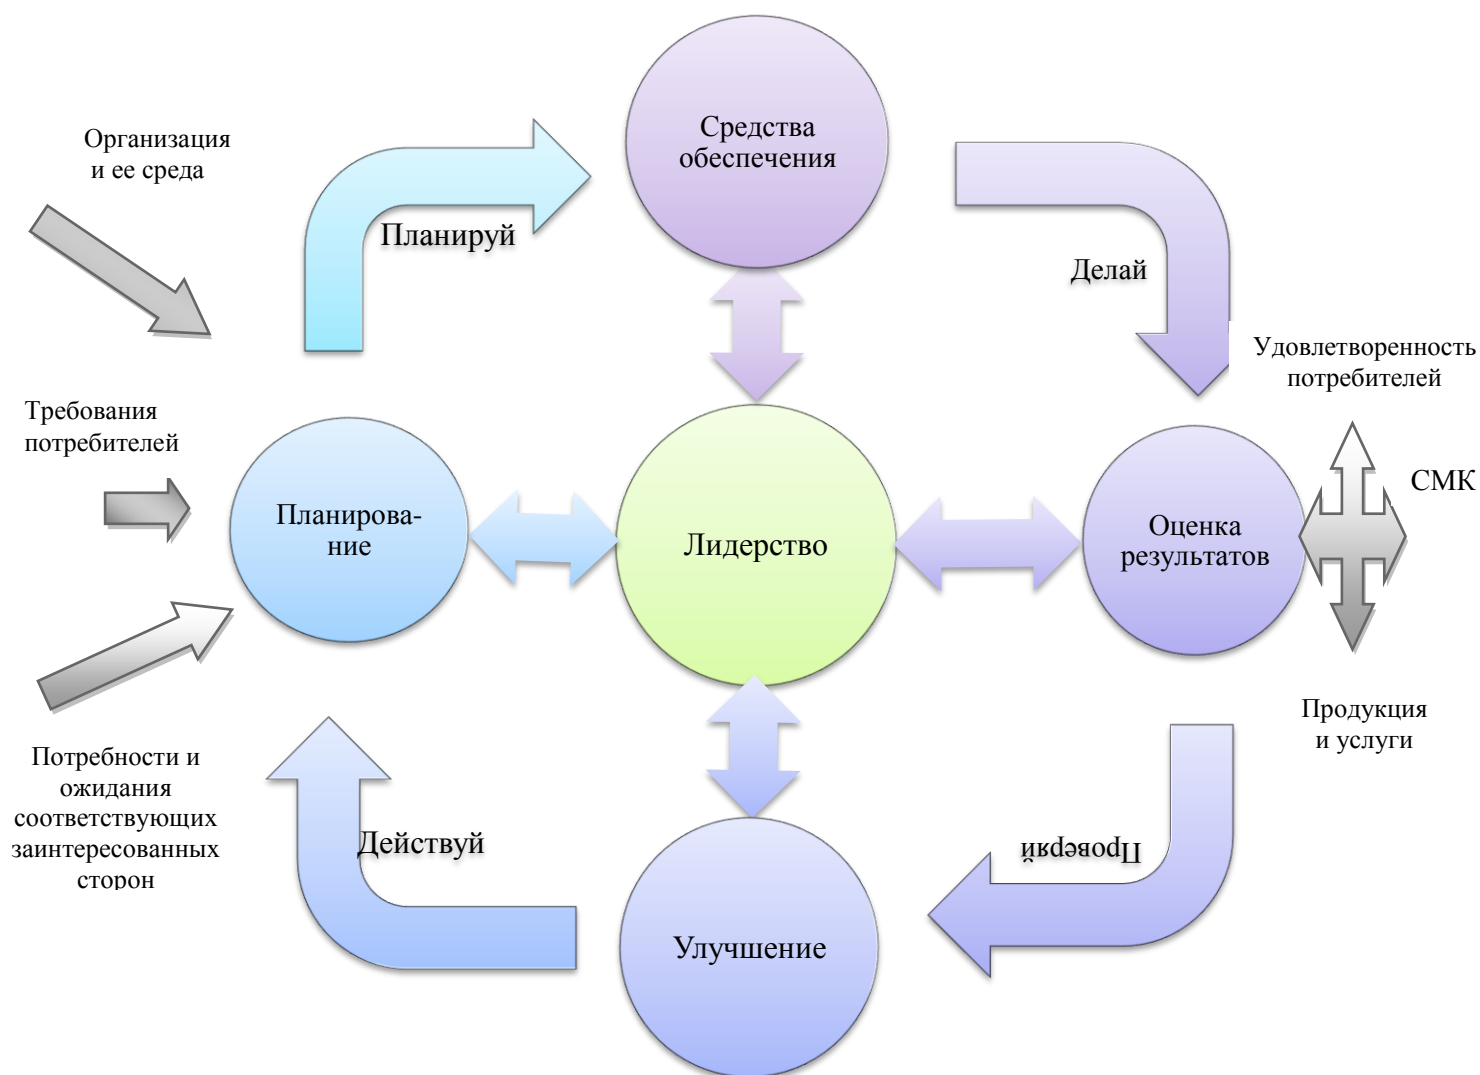 Средства
обеспечения
Организация
и ее среда
Планируй
Делай
Удовлетворенность
потребителей
Требования
потребителей
СМК
Планирова-
ние
Лидерство
Оценка
результатов
Продукция
и услуги
Потребности и
ожидания
соответствующих
заинтересованных
сторон
Действуй
Проверяй
Улучшение